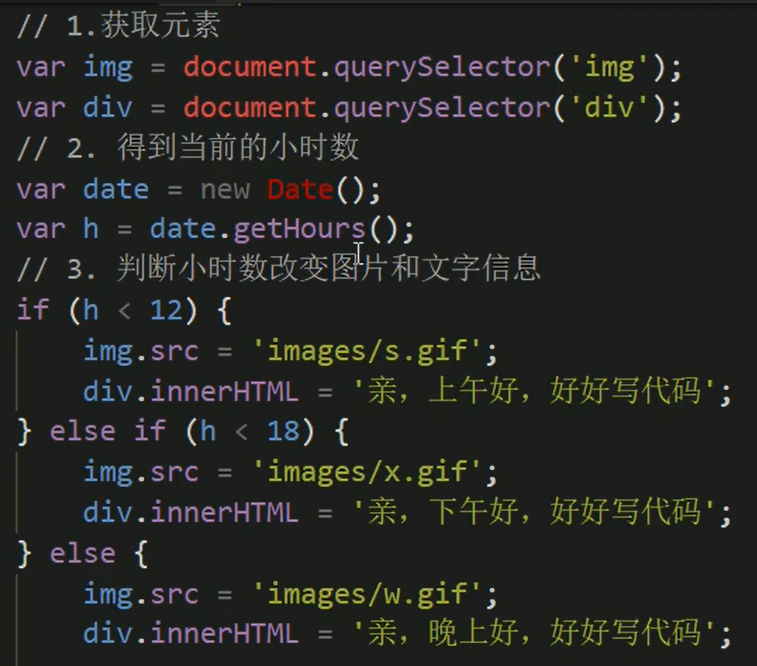 // 1.获取元素
var img = document.querySelector('img');
var div = document.querySelector('div');
// 2. 得到当前的小时数
var date = new Date();
var h = date.getHours();
// 3. 判断小时数改变图片和文字信息
if (h < 12) {
    img.src = 'images/s.gif';
    div.innerHTML = '亲，上午好，好好写代码';
} else if (h < 18) {
    img.src = 'images/x.gif';
    div.innerHTML = '亲，下午好，好好写代码';
} else {
    img.src = 'images/w.gif';
    div.innerHTML = '亲，晚上好，好好写代码';